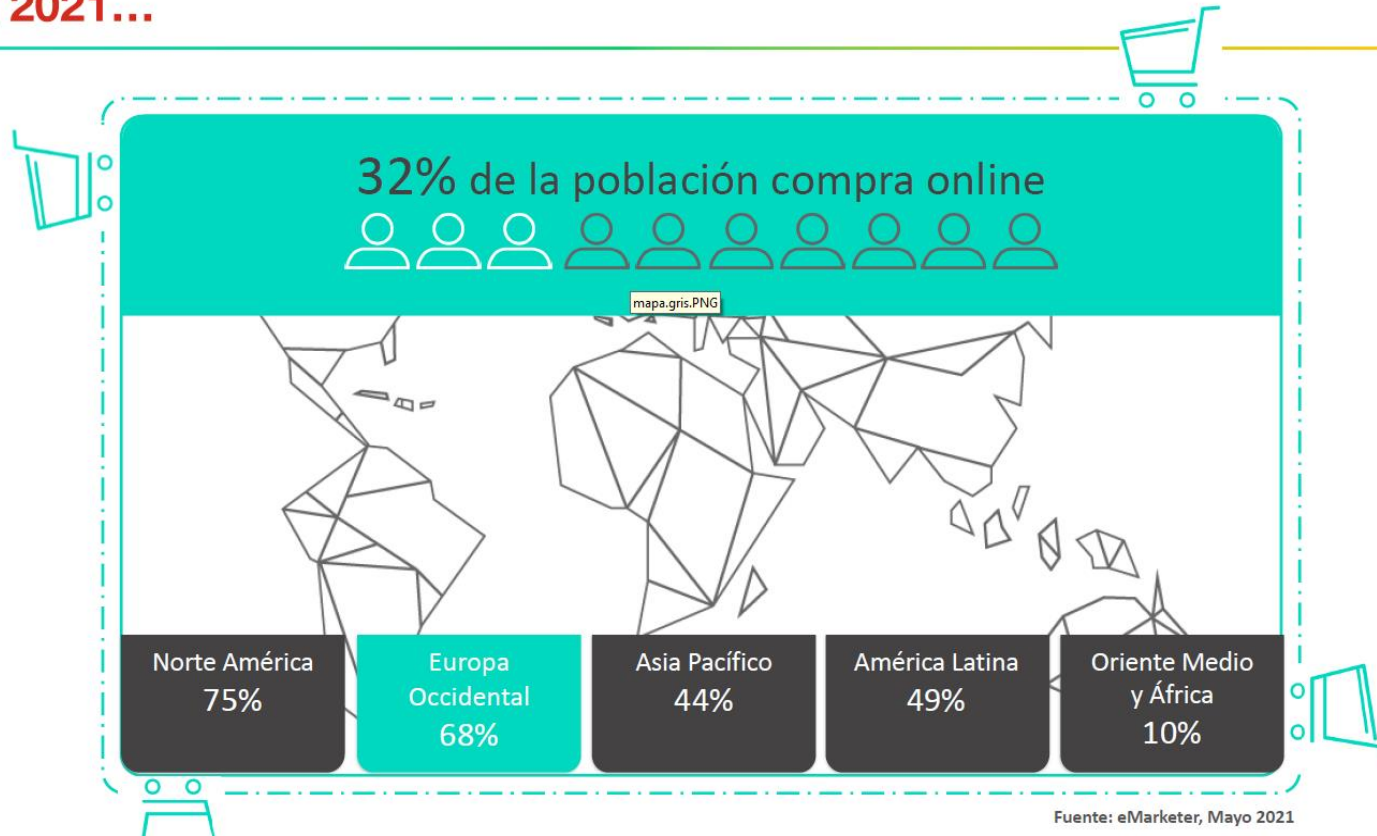 2021...
32% de la población compra online
mapa.gris.PNG
Norte América
75%
Europa
Occidental
68%
Asia Pacífico
44%
América Latina
49%
Oriente Medio
y África
10%
Fuente: eMarketer, Mayo 2021